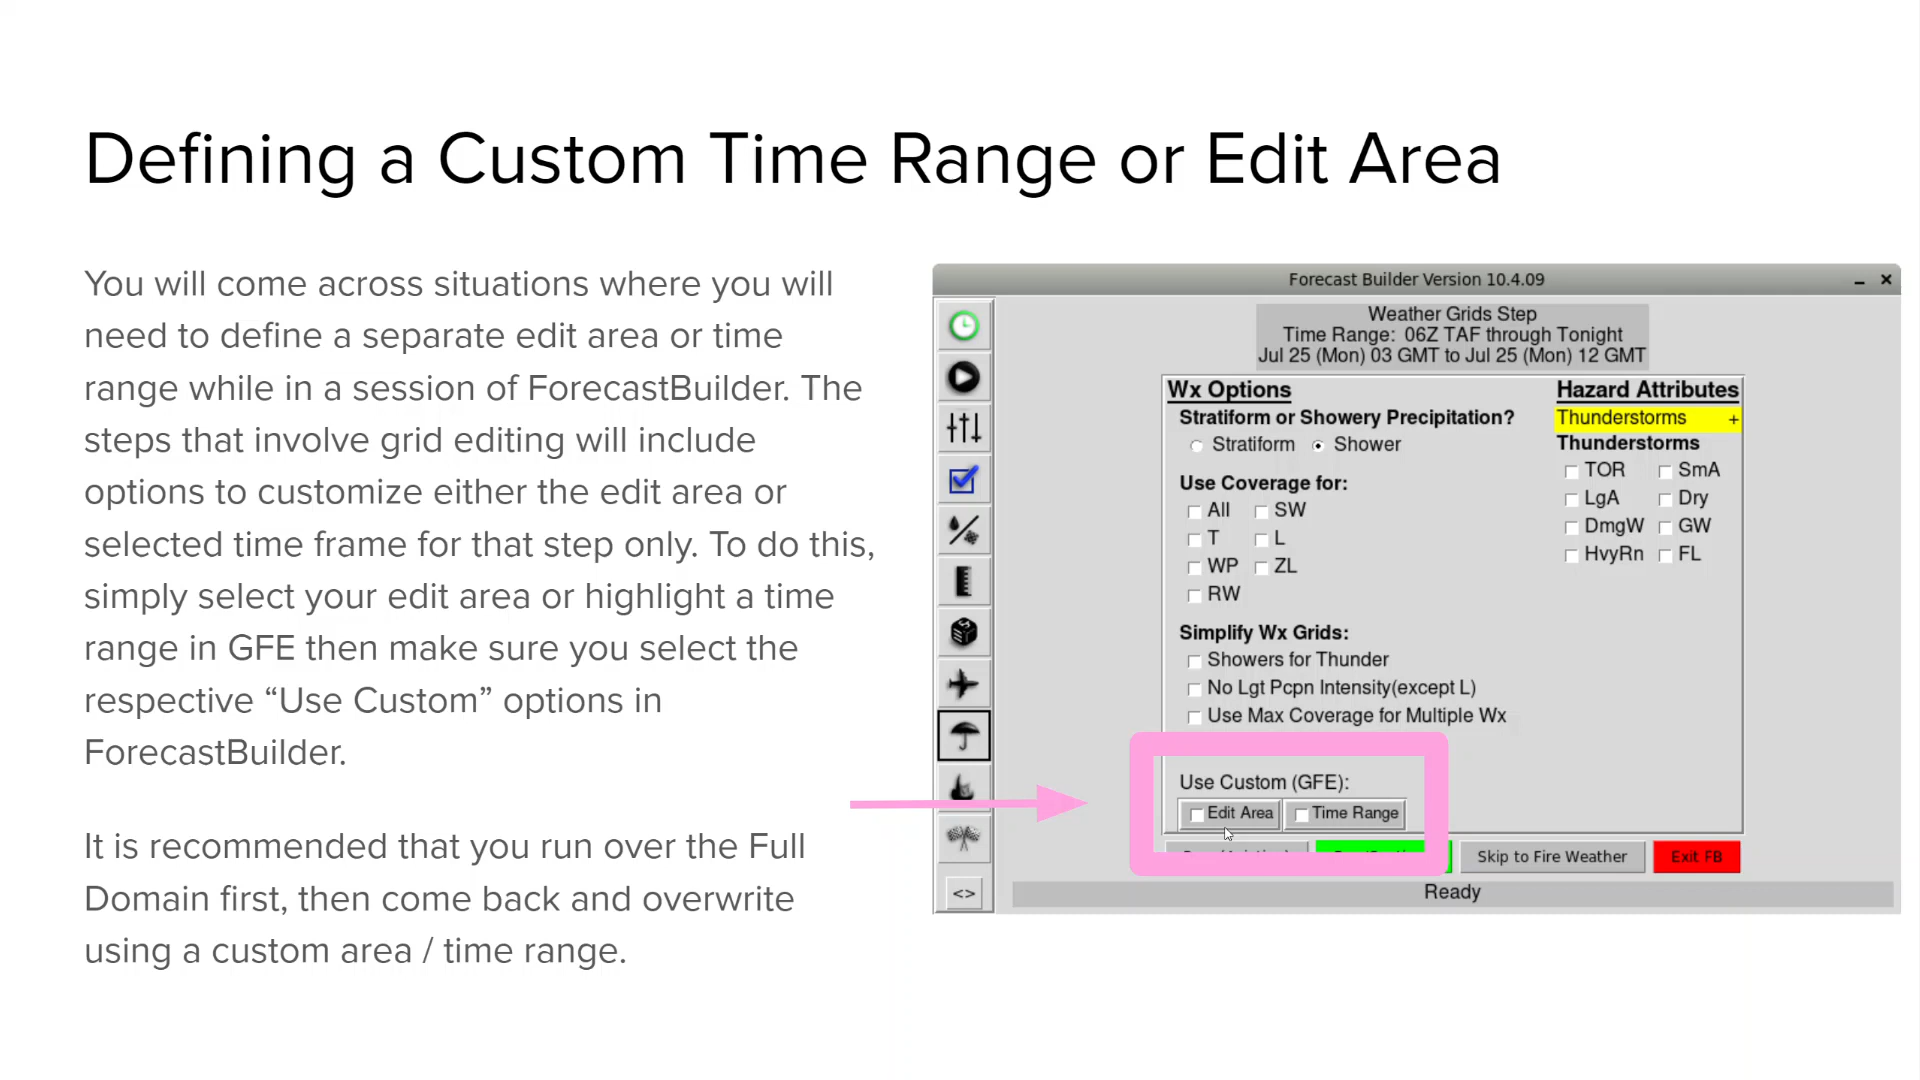 Defining a Custom Time Range or Edit Area
You will come across situations where you will
need to define a separate edit area or time
range while in a session of ForecastBuilder. The
steps that involve grid editing will include
options to customize either the edit area or
selected time frame for that step only. To do this,
simply select your edit area or highlight a time
range in GFE then make sure you select the
respective “Use Custom” options in
ForecastBuilder.
It is recommended that you run over the Full
Domain first, then come back and overwrite
using a custom area / time range.
Forecast Builder Version 10.4.09
Weather Grids Step
Time Range: 06Z TAF through Tonight
Jul 25 (Mon) 03 GMT to Jul 25 (Mon) 12 GMT
Wx Options
Stratiform or Showery Precipitation?
Stratiform Shower
Use Coverage for:
All SW
T L
WP ZL
RW
Simplify Wx Grids:
Showers for Thunder
No Lgt Pcpn Intensity(except L)
Use Max Coverage for Multiple Wx
Use Custom (GFE):
Edit Area Time Range
Hazard Attributes
Thunderstorms +
Thunderstorms
TOR SmA
LgA Dry
DmgW GW
HvyRn FL
Skip to Fire Weather Exit FB
<>
Ready